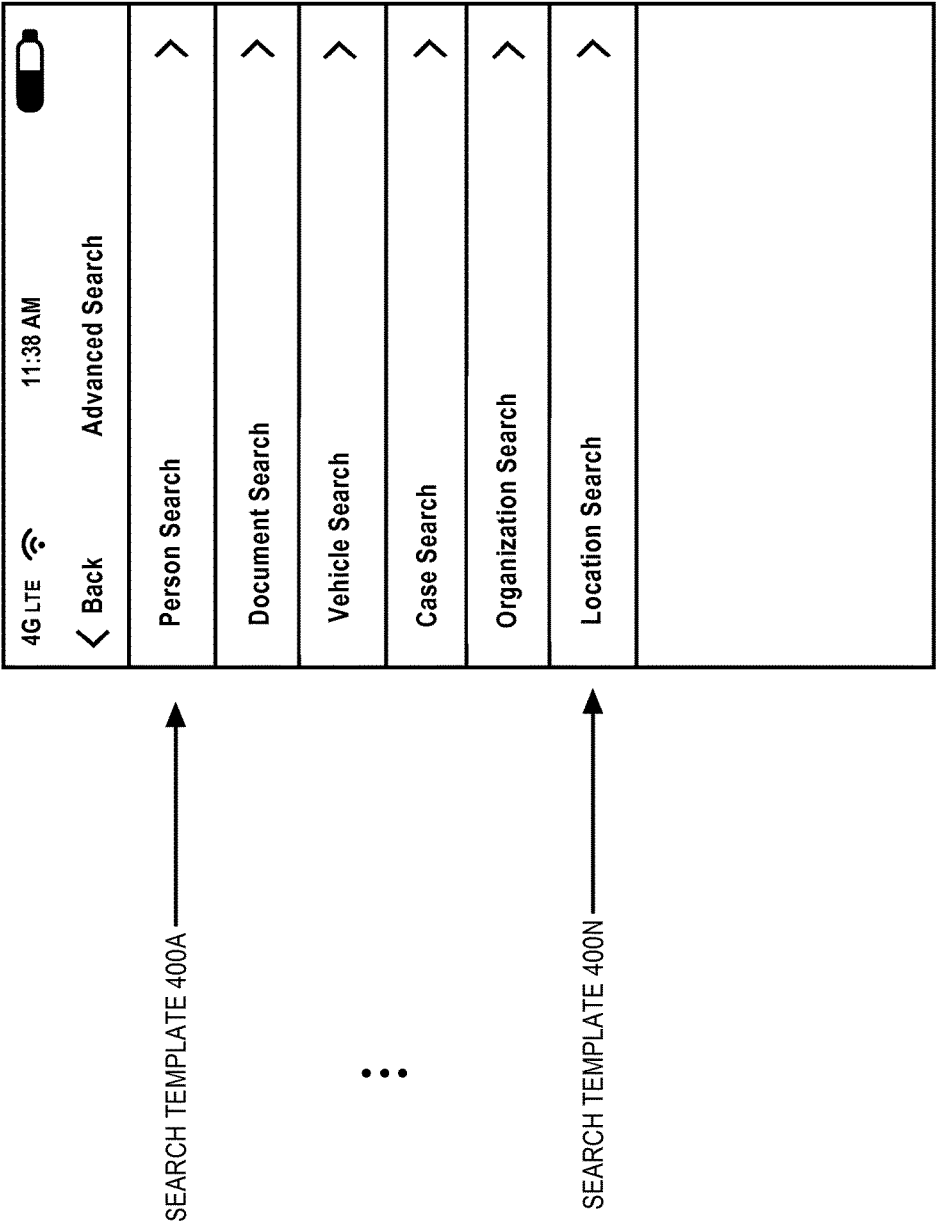 4G LTE 11:38 AM
Back Advanced Search
SEARCH TEMPLATE 400A
Person Search
Document Search
Vehicle Search
Case Search
Organization Search
SEARCH TEMPLATE 400N
Location Search